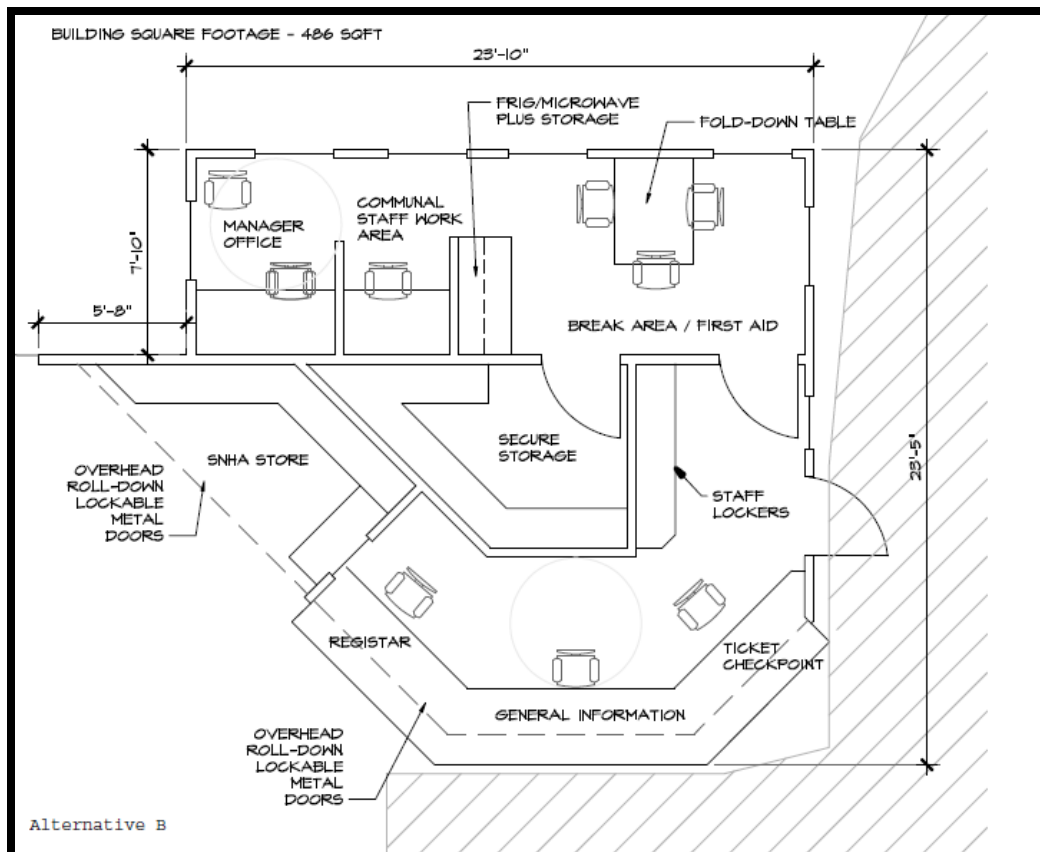 BUILDING SQUARE FOOTAGE - 486 SQFT
23'-10"
FRIG/MICROWAVE
PLUS STORAGE
FOLD-DOWN TABLE
COMMUNAL
STAFF WORK
AREA
MANAGER
OFFICE
7'-10"
5'-8"
BREAK AREA / FIRST AID
23'-5"
SECURE
STORAGE
SNHA STORE
OVERHEAD
ROLL-DOWN
LOCKABLE
METAL
DOORS
STAFF
LOCKERS
REGISTAR
TICKET
CHECKPOINT
GENERAL INFORMATION
OVERHEAD
ROLL-DOWN
LOCKABLE
METAL
DOORS
Alternative B